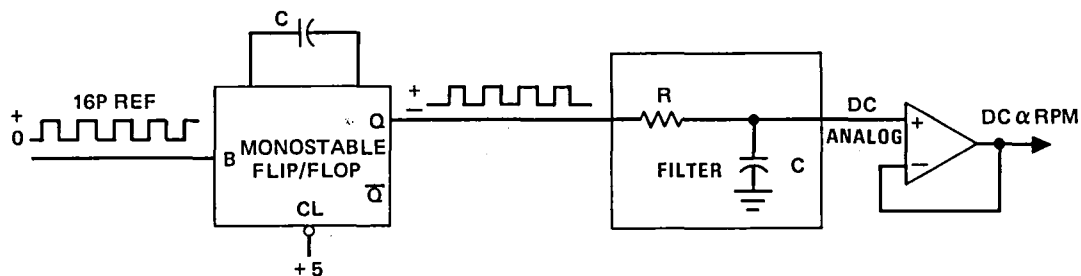 C
+
0
16P REF
B
Q
MONOSTABLE
FLIP/FLOP
Q̅
CL
+ 5
+
–
R
FILTER
C
DC
ANALOG
+
–
DC α RPM